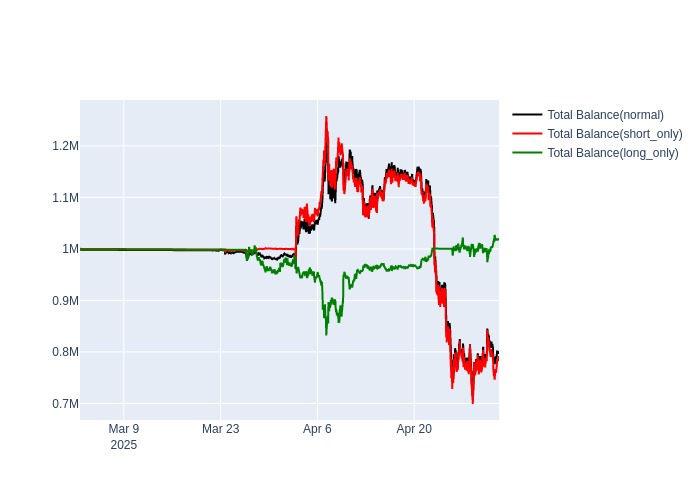 Total Balance(normal)
Total Balance(short_only)
Total Balance(long_only)
1.2M
1.1M
1M
0.9M
0.8M
0.7M
Mar 9
2025
Mar 23
Apr 6
Apr 20